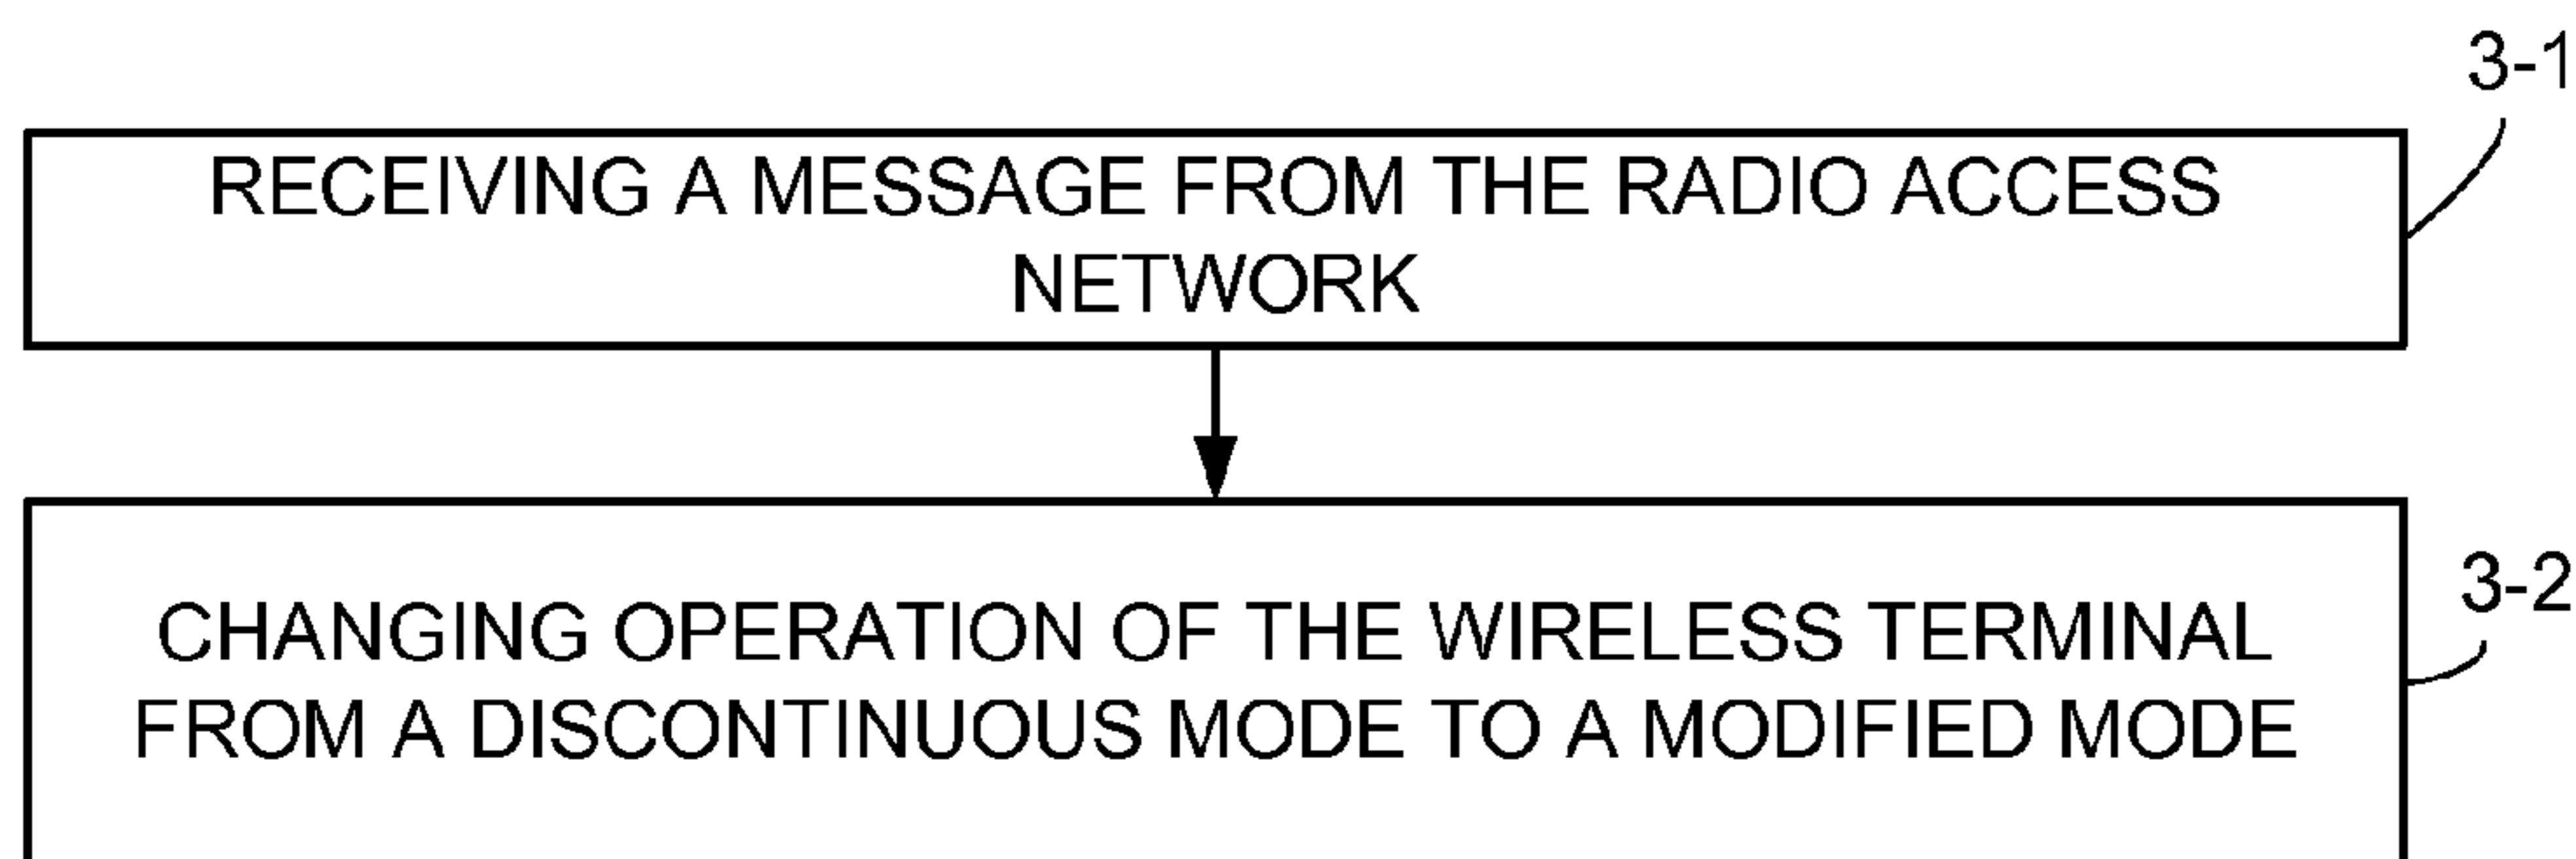 3-1
RECEIVING A MESSAGE FROM THE RADIO ACCESS
NETWORK
3-2
CHANGING OPERATION OF THE WIRELESS TERMINAL
FROM A DISCONTINUOUS MODE TO A MODIFIED MODE